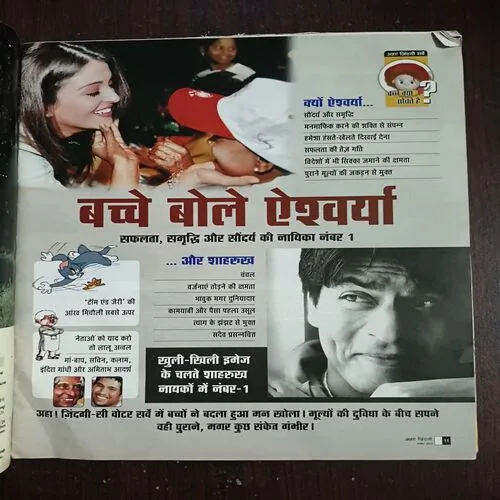 अहा! ज़िंदगी सर्वे
बच्चे क्या
सोचते हैं
?
क्यों ऐश्वर्या...
सौंदर्य और समृद्धि
मनमाफिक करने की शक्ति से संपन्न
हमेशा हंसते-खेलते दिखाई देना
सफलता की तेज़ गति
विदेशों में भी सिक्का जमाने की क्षमता
पुराने मूल्यों की जकड़न से मुक्त
बच्चे बोले ऐश्वर्या
सफलता, समृद्धि और सौंदर्य की नायिका नंबर 1
... और शाहरुख
चंचल
वर्जनाएं तोड़ने की क्षमता
भावुक मगर दुनियादार
कामयाबी और पैसा पहला उसूल
त्याग के झंझट से मुक्त
सदैव प्रसन्नचित्त
'टॉम एंड जैरी' की
आंख मिचौली सबसे ऊपर
नेताओं को याद करो
तो लालू अव्वल
मां-बाप, सचिन, कलाम,
इंदिरा गांधी और अमिताभ आदर्श
खुली-खिली इमेज
के चलते शाहरुख
नायकों में नंबर-1
अहा! ज़िंदगी-सी वोटर सर्वे में बच्चों ने बदला हुआ मन खोला। मूल्यों की दुविधा के बीच सपने
वही पुराने, मगर कुछ संकेत गंभीर।
अहा! ज़िंदगी
11